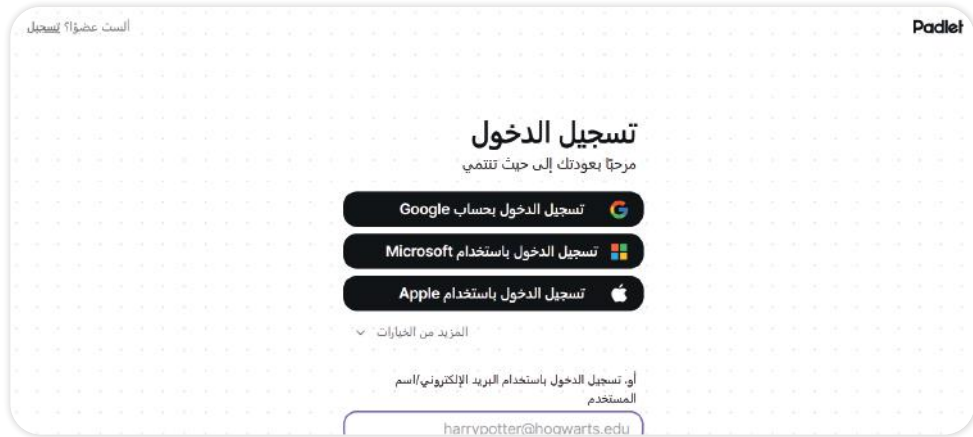 Padlet
ألست عضوًا؟ تسجيل
تسجيل الدخول
مرحبًا بعودتك إلى حيث تنتمي
تسجيل الدخول بحساب Google
تسجيل الدخول باستخدام Microsoft
تسجيل الدخول باستخدام Apple
المزيد من الخيارات
أو، تسجيل الدخول باستخدام البريد الإلكتروني/اسم
المستخدم
harrypotter@hogwarts.edu